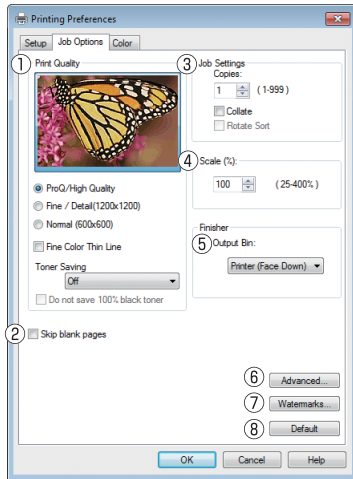 Printing Preferences
Setup Job Options Color
① Print Quality
ProQ/High Quality
Fine / Detail(1200x1200)
Normal (600x600)
Fine Color Thin Line
Toner Saving
Off
Do not save 100% black toner
② Skip blank pages
③ Job Settings
Copies:
1 ( 1-999 )
Collate
Rotate Sort
④ Scale (%):
100 ( 25-400% )
Finisher
⑤ Output Bin:
Printer (Face Down)
⑥ Advanced...
⑦ Watermarks...
⑧ Default
OK Cancel Help